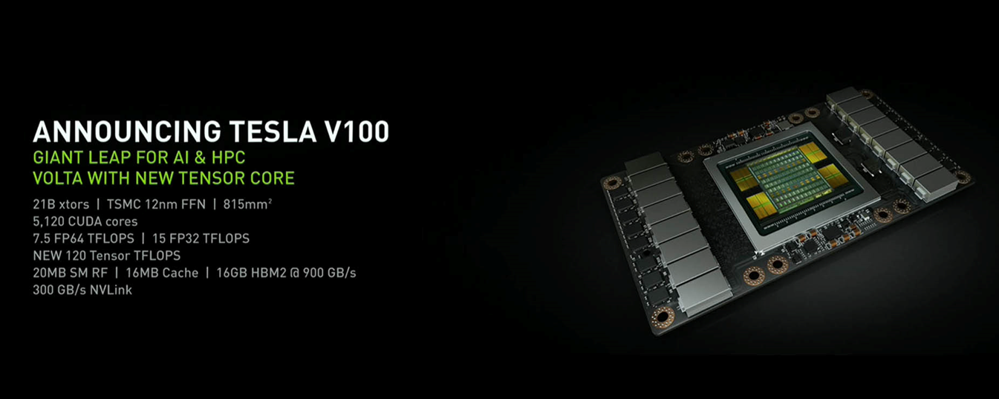 ANNOUNCING TESLA V100
GIANT LEAP FOR AI & HPC
VOLTA WITH NEW TENSOR CORE
21B xtors | TSMC 12nm FFN | 815mm²
5,120 CUDA cores
7.5 FP64 TFLOPS | 15 FP32 TFLOPS
NEW 120 Tensor TFLOPS
20MB SM RF | 16MB Cache | 16GB HBM2 @ 900 GB/s
300 GB/s NVLink